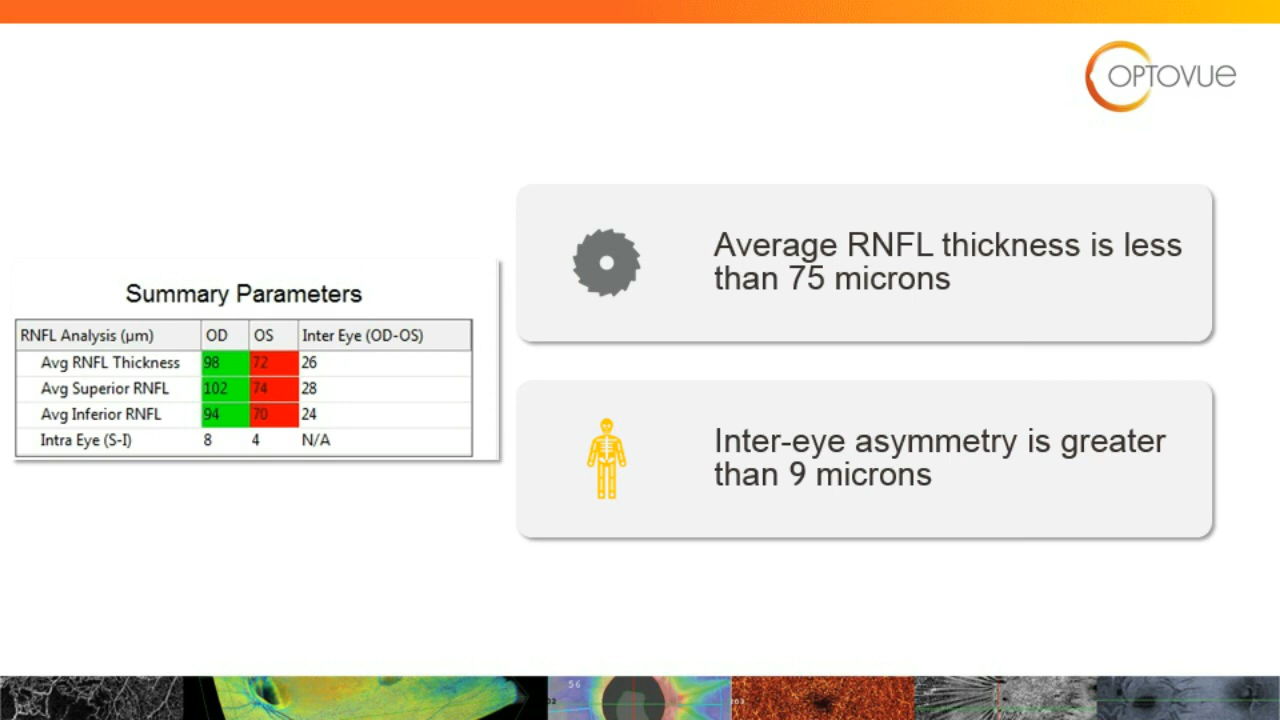 OPTOVUE
Average RNFL thickness is less
than 75 microns
Summary Parameters
RNFL Analysis (µm) OD OS Inter Eye (OD-OS)
Avg RNFL Thickness 98 72 26
Avg Superior RNFL 102 74 28
Avg Inferior RNFL 94 70 24
Intra Eye (S-I) 8 4 N/A
Inter-eye asymmetry is greater
than 9 microns
56